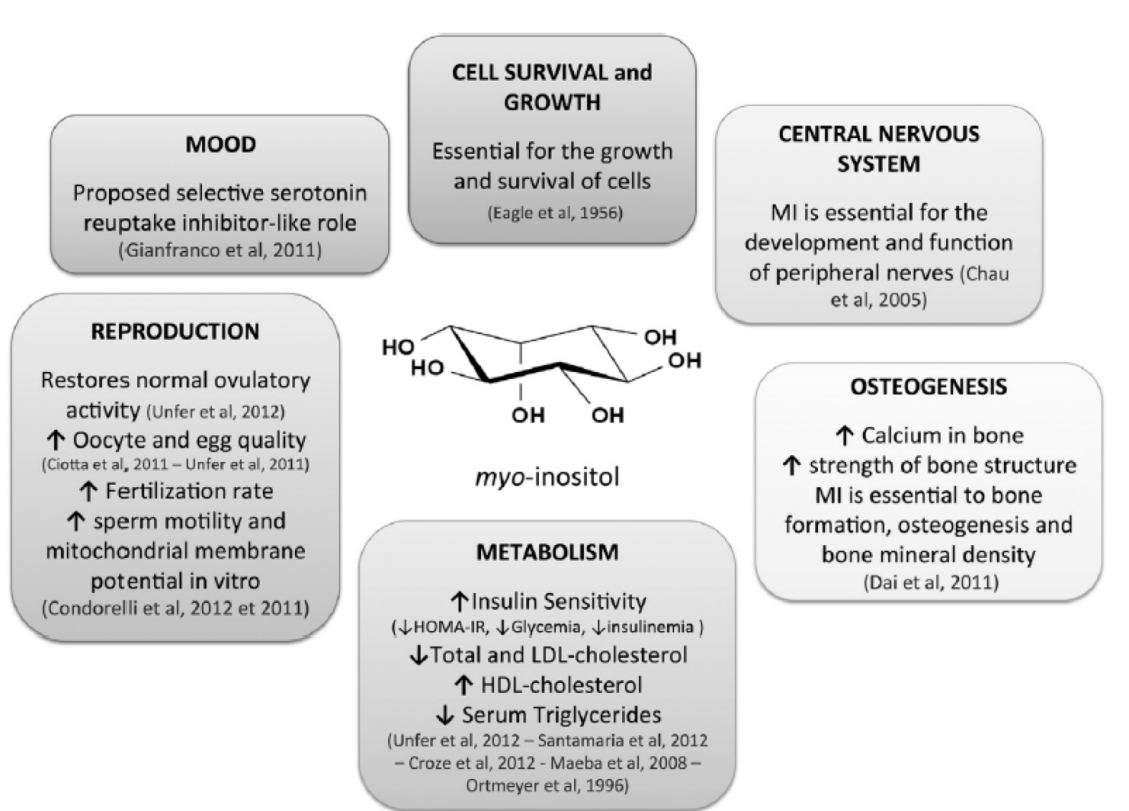 CELL SURVIVAL and
GROWTH
Essential for the growth
and survival of cells
(Eagle et al, 1956)
MOOD
Proposed selective serotonin
reuptake inhibitor-like role
(Gianfranco et al, 2011)
CENTRAL NERVOUS
SYSTEM
MI is essential for the
development and function
of peripheral nerves (Chau
et al, 2005)
REPRODUCTION
Restores normal ovulatory
activity (Unfer et al, 2012)
↑ Oocyte and egg quality
(Ciotta et al, 2011 – Unfer et al, 2011)
↑ Fertilization rate
↑ sperm motility and
mitochondrial membrane
potential in vitro
(Condorelli et al, 2012 et 2011)
HO
HO
OH
OH
OH
OH
myo-inositol
OSTEOGENESIS
↑ Calcium in bone
↑ strength of bone structure
MI is essential to bone
formation, osteogenesis and
bone mineral density
(Dai et al, 2011)
METABOLISM
↑Insulin Sensitivity
(↓HOMA-IR, ↓Glycemia, ↓insulinemia )
↓Total and LDL-cholesterol
↑ HDL-cholesterol
↓ Serum Triglycerides
(Unfer et al, 2012 – Santamaria et al, 2012
– Croze et al, 2012 - Maeba et al, 2008 –
Ortmeyer et al, 1996)